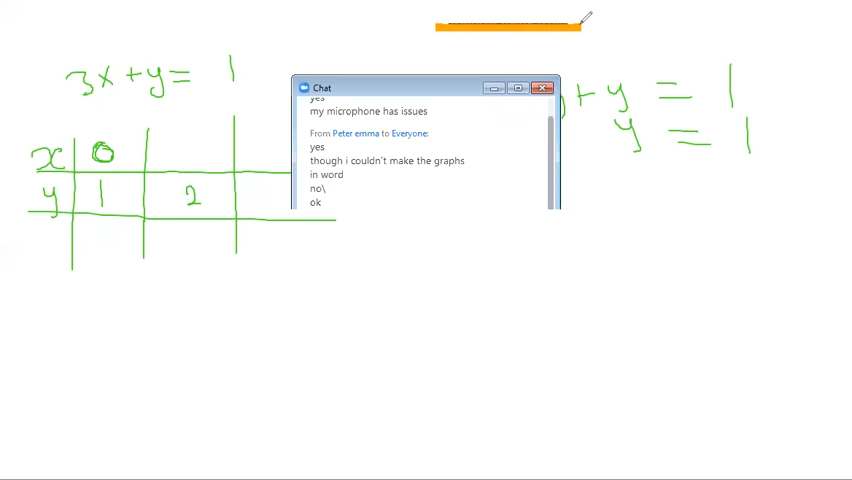 3x + y = 1
x 0
y 1 2
Chat
yes
my microphone has issues
From Peter emma to Everyone:
yes
though i couldn't make the graphs
in word
no\
ok
+ y = 1
y = 1